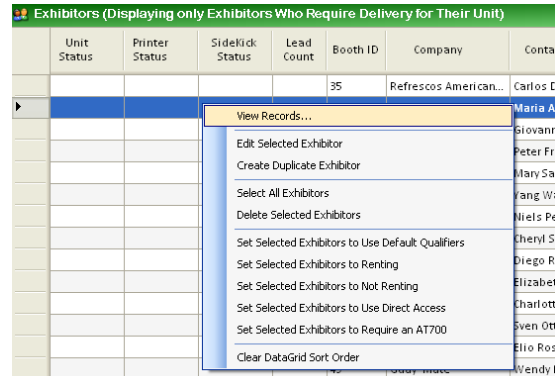 Exhibitors (Displaying only Exhibitors Who Require Delivery for Their Unit)
Unit Status
Printer Status
SideKick Status
Lead Count
Booth ID
Company
Conta
35
Refrescos American...
Carlos D
Maria A
View Records...
Giovann
Edit Selected Exhibitor
Peter Fr
Create Duplicate Exhibitor
Mary Sa
Yang Wa
Select All Exhibitors
Niels Pe
Delete Selected Exhibitors
Cheryl S
Set Selected Exhibitors to Use Default Qualifiers
Diego R
Set Selected Exhibitors to Renting
Elizabet
Set Selected Exhibitors to Not Renting
Charlott
Set Selected Exhibitors to Use Direct Access
Sven Ott
Set Selected Exhibitors to Require an AT700
Elio Ros
Clear DataGrid Sort Order
Wendy